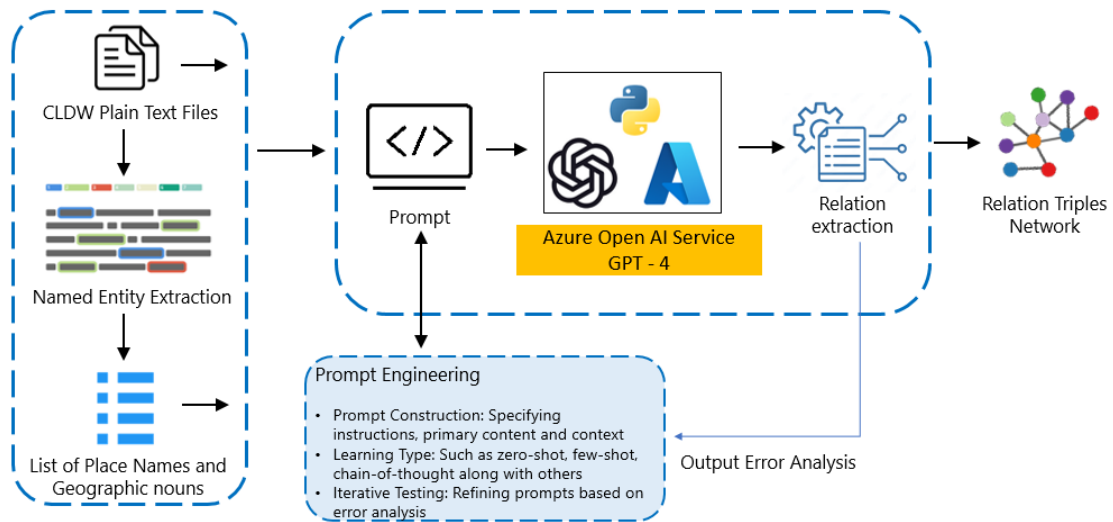 CLDW Plain Text Files
Named Entity Extraction
List of Place Names and
Geographic nouns
</>
Prompt
Azure Open AI Service
GPT - 4
Relation
extraction
Relation Triples
Network
Prompt Engineering
• Prompt Construction: Specifying
instructions, primary content and context
• Learning Type: Such as zero-shot, few-shot,
chain-of-thought along with others
• Iterative Testing: Refining prompts based on
error analysis
Output Error Analysis